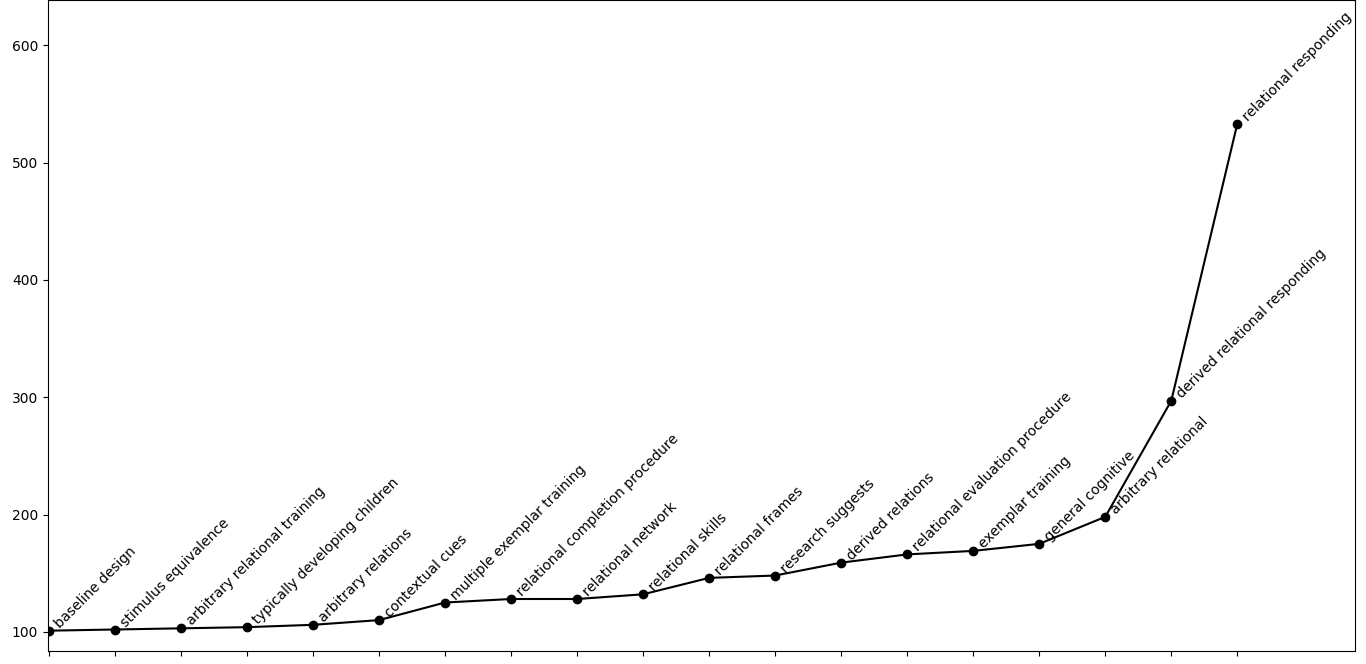 600
500
400
300
200
100
baseline design
stimulus equivalence
arbitrary relational training
typically developing children
arbitrary relations
contextual cues
multiple exemplar training
relational completion procedure
relational network
relational skills
relational frames
research suggests
derived relations
relational evaluation procedure
exemplar training
general cognitive
arbitrary relational
derived relational responding
relational responding